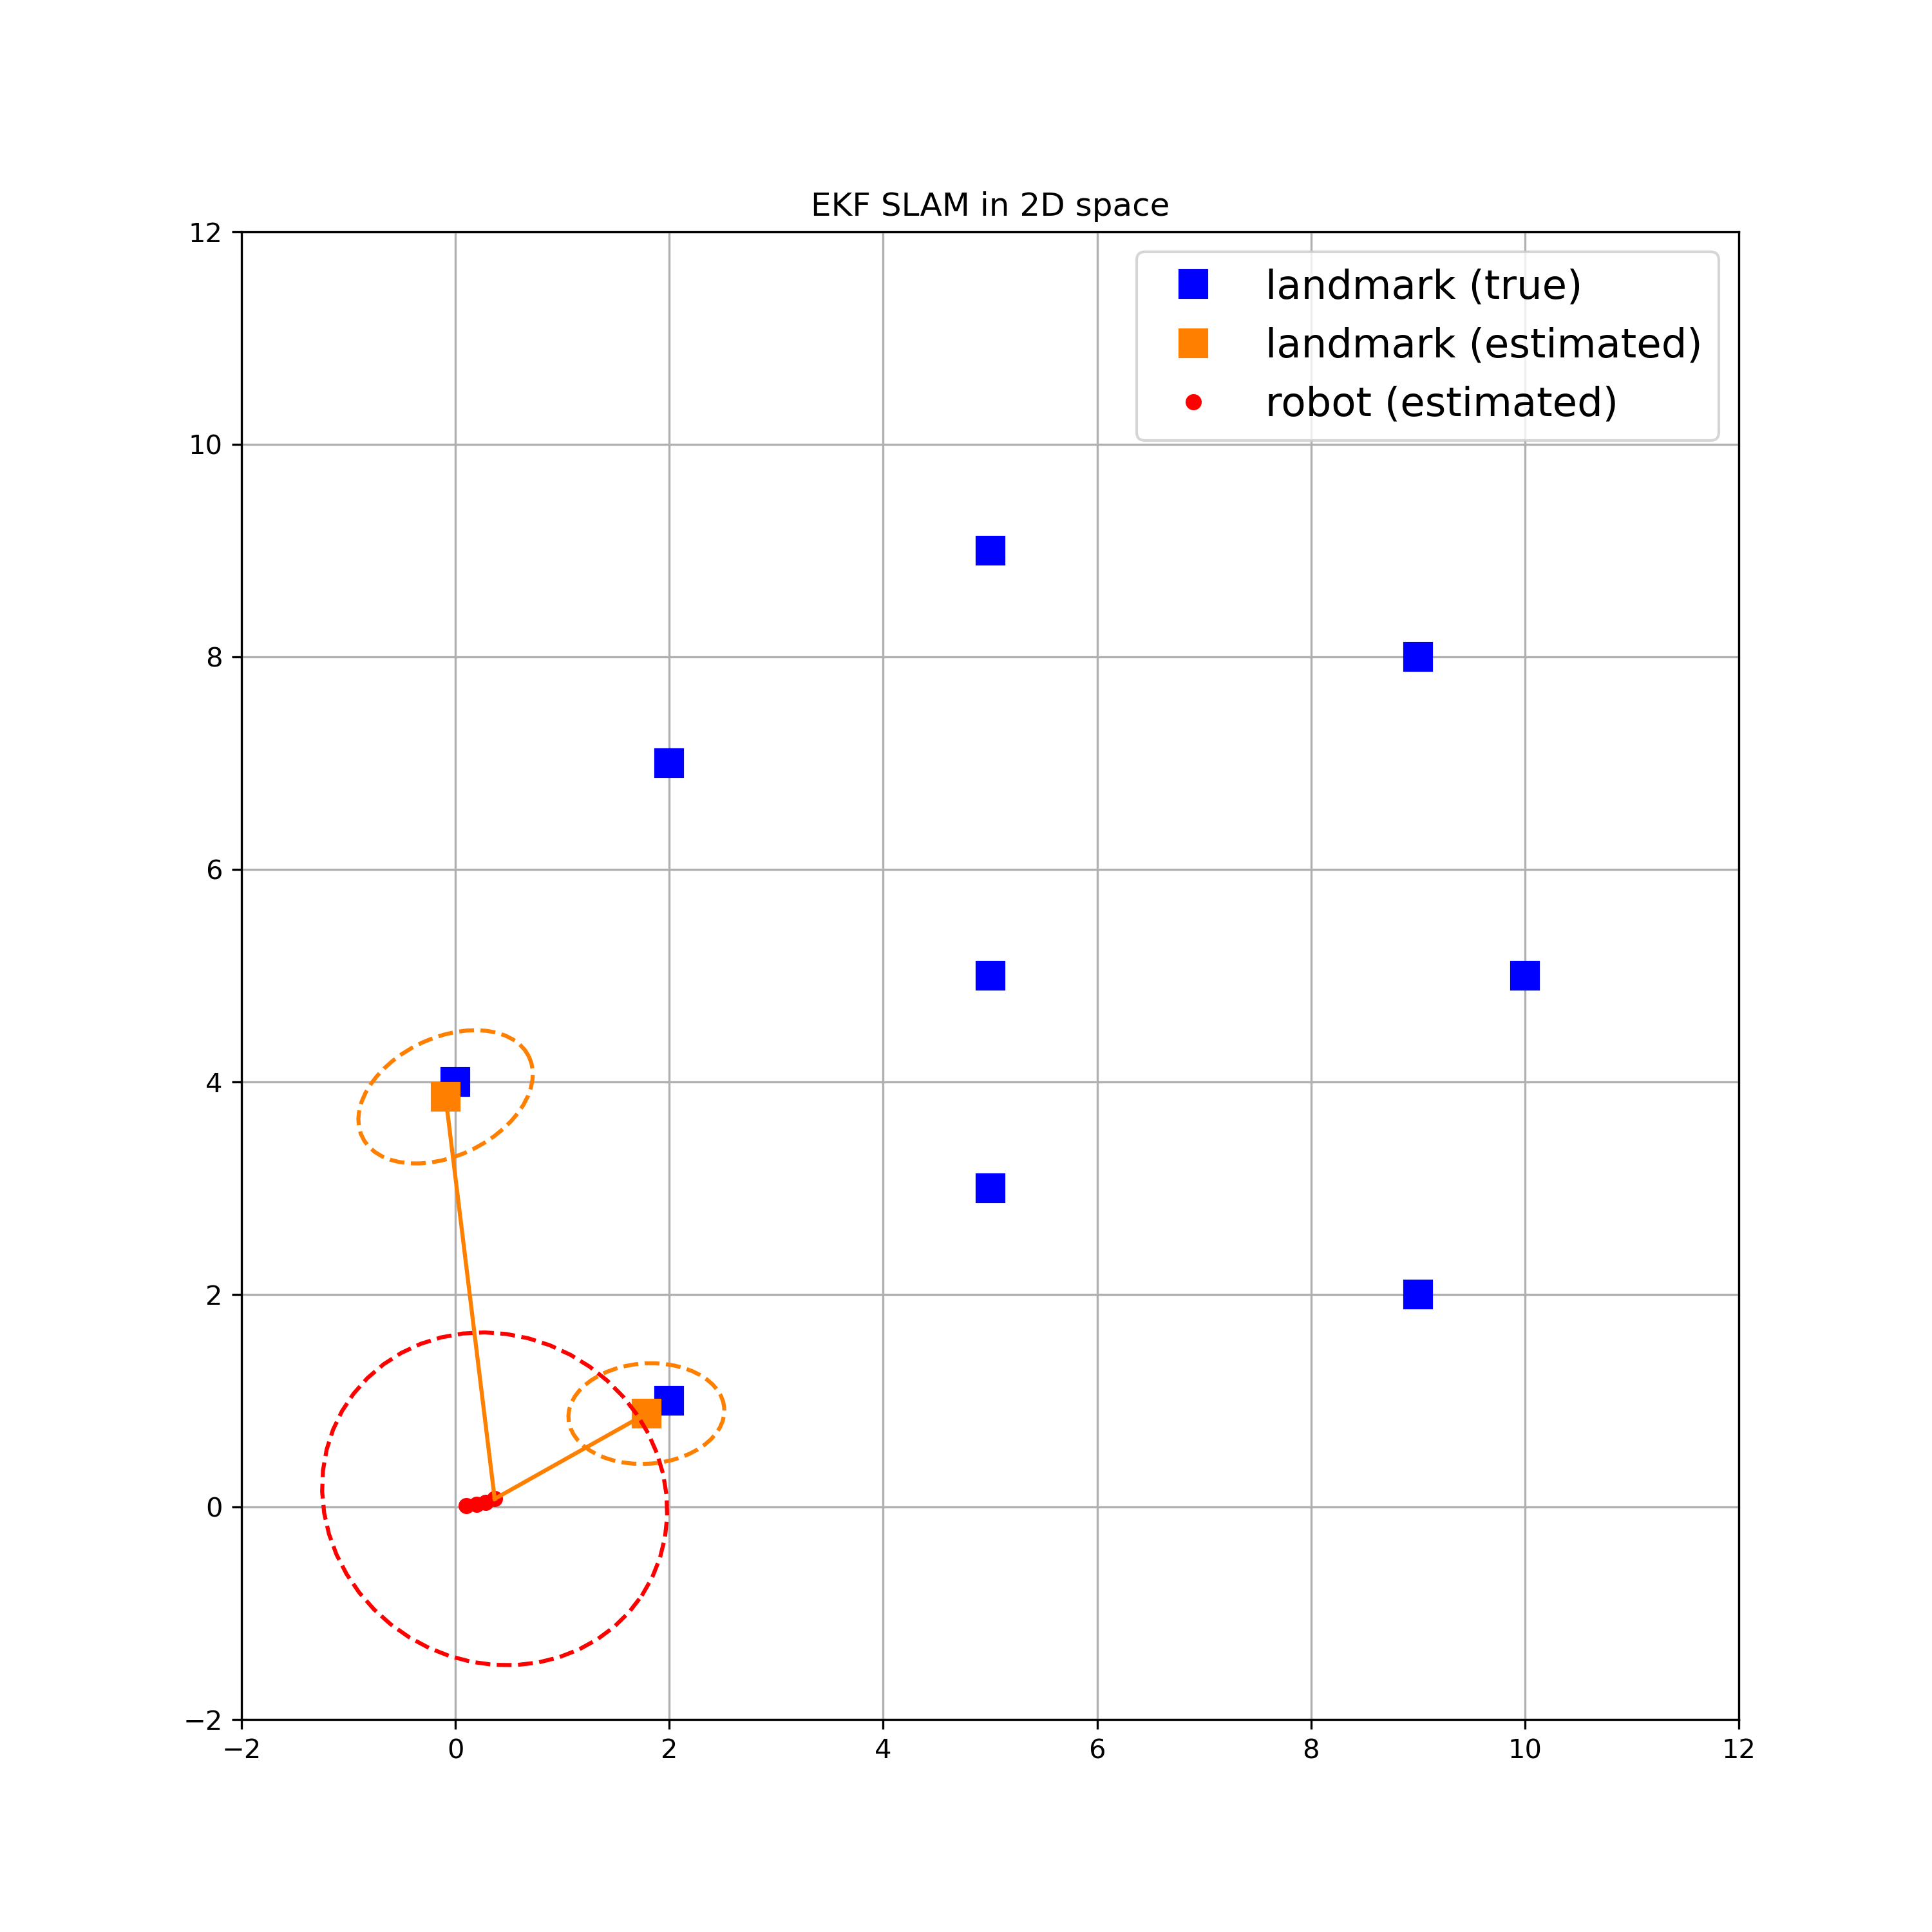 EKF SLAM in 2D space
12
10
8
6
4
2
0
−2
landmark (true)
landmark (estimated)
robot (estimated)
−2 0 2 4 6 8 10 12